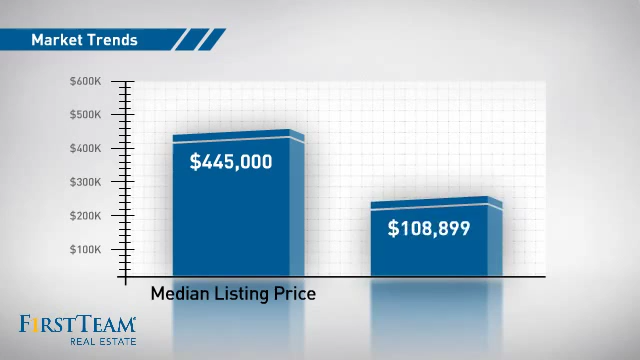 Market Trends
$600K
$500K
$400K
$300K
$200K
$100K
$445,000
$108,899
Median Listing Price
FIRSTTEAM®
REAL ESTATE